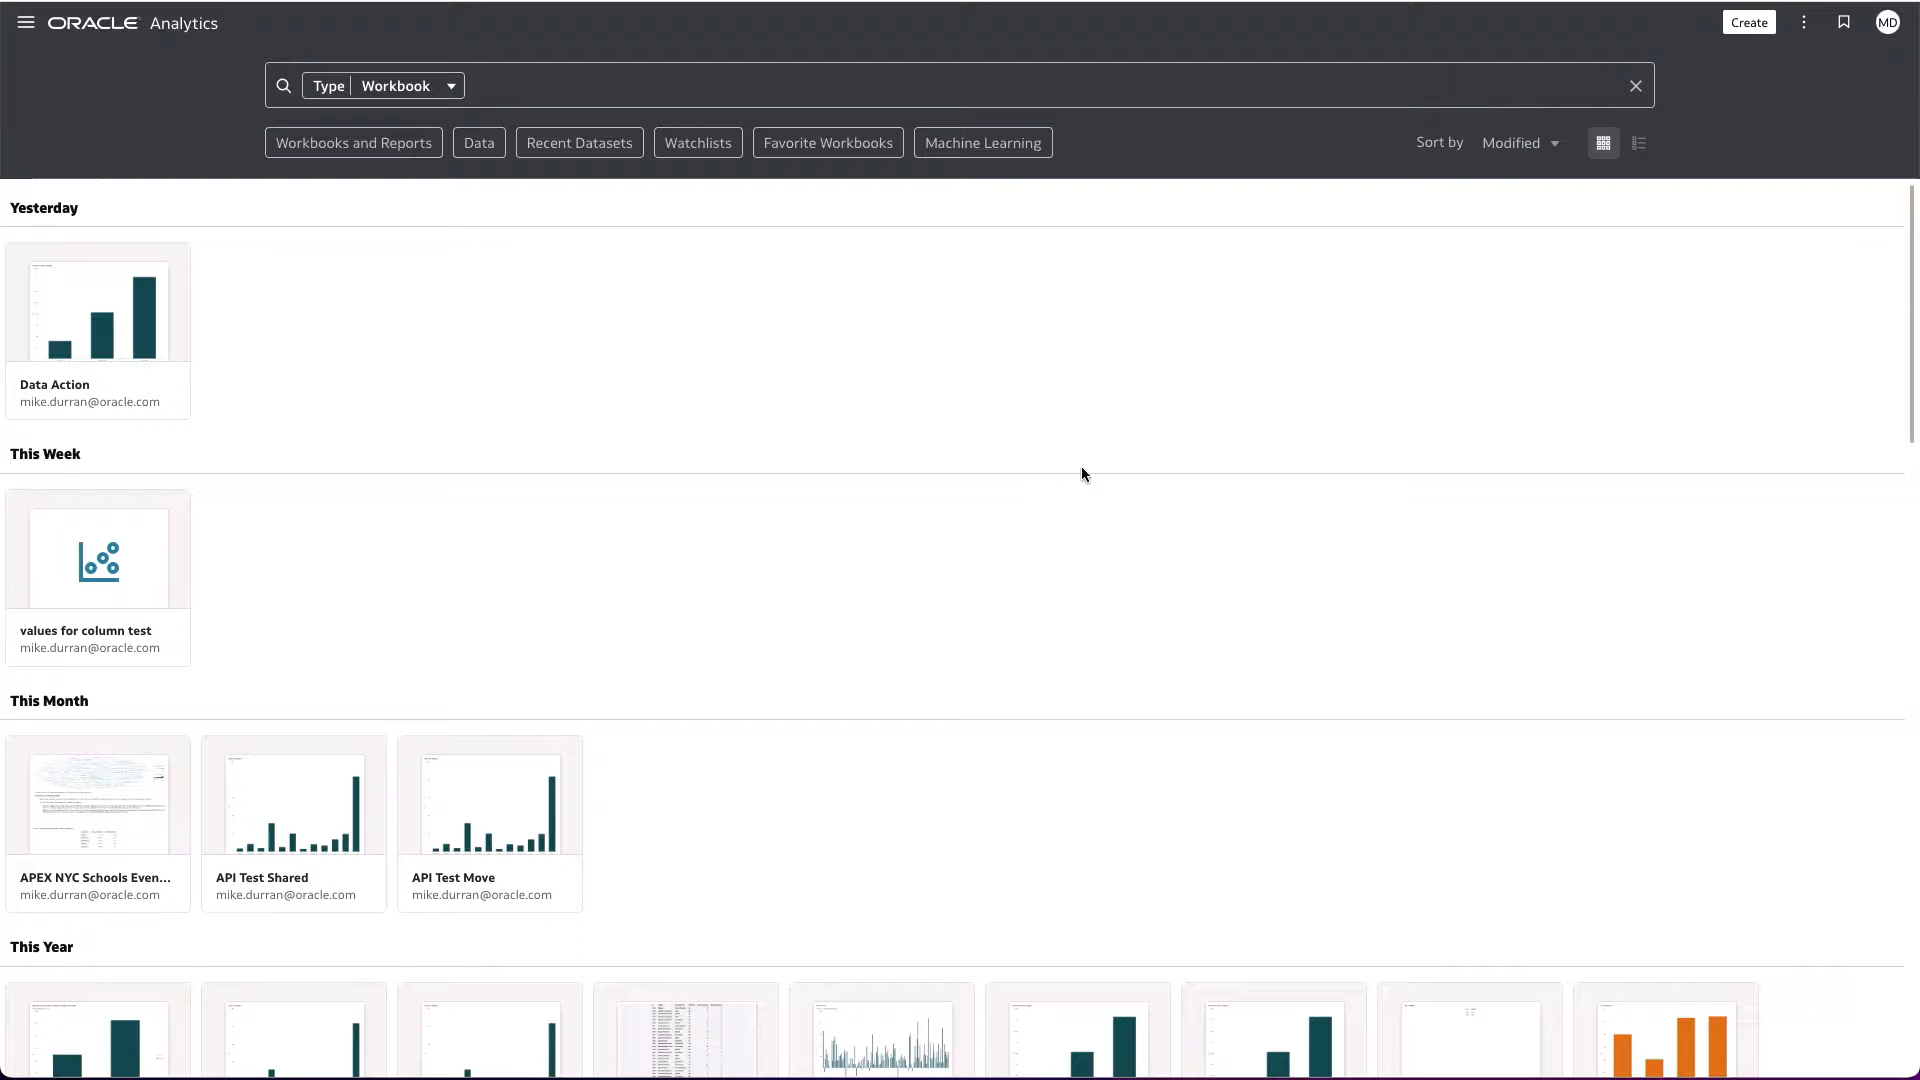 ORACLE Analytics
Create
MD
Type Workbook
Workbooks and Reports
Data
Recent Datasets
Watchlists
Favorite Workbooks
Machine Learning
Sort by Modified
Yesterday
Data Action
mike.durran@oracle.com
This Week
values for column test
mike.durran@oracle.com
This Month
APEX NYC Schools Even...
mike.durran@oracle.com
API Test Shared
mike.durran@oracle.com
API Test Move
mike.durran@oracle.com
This Year